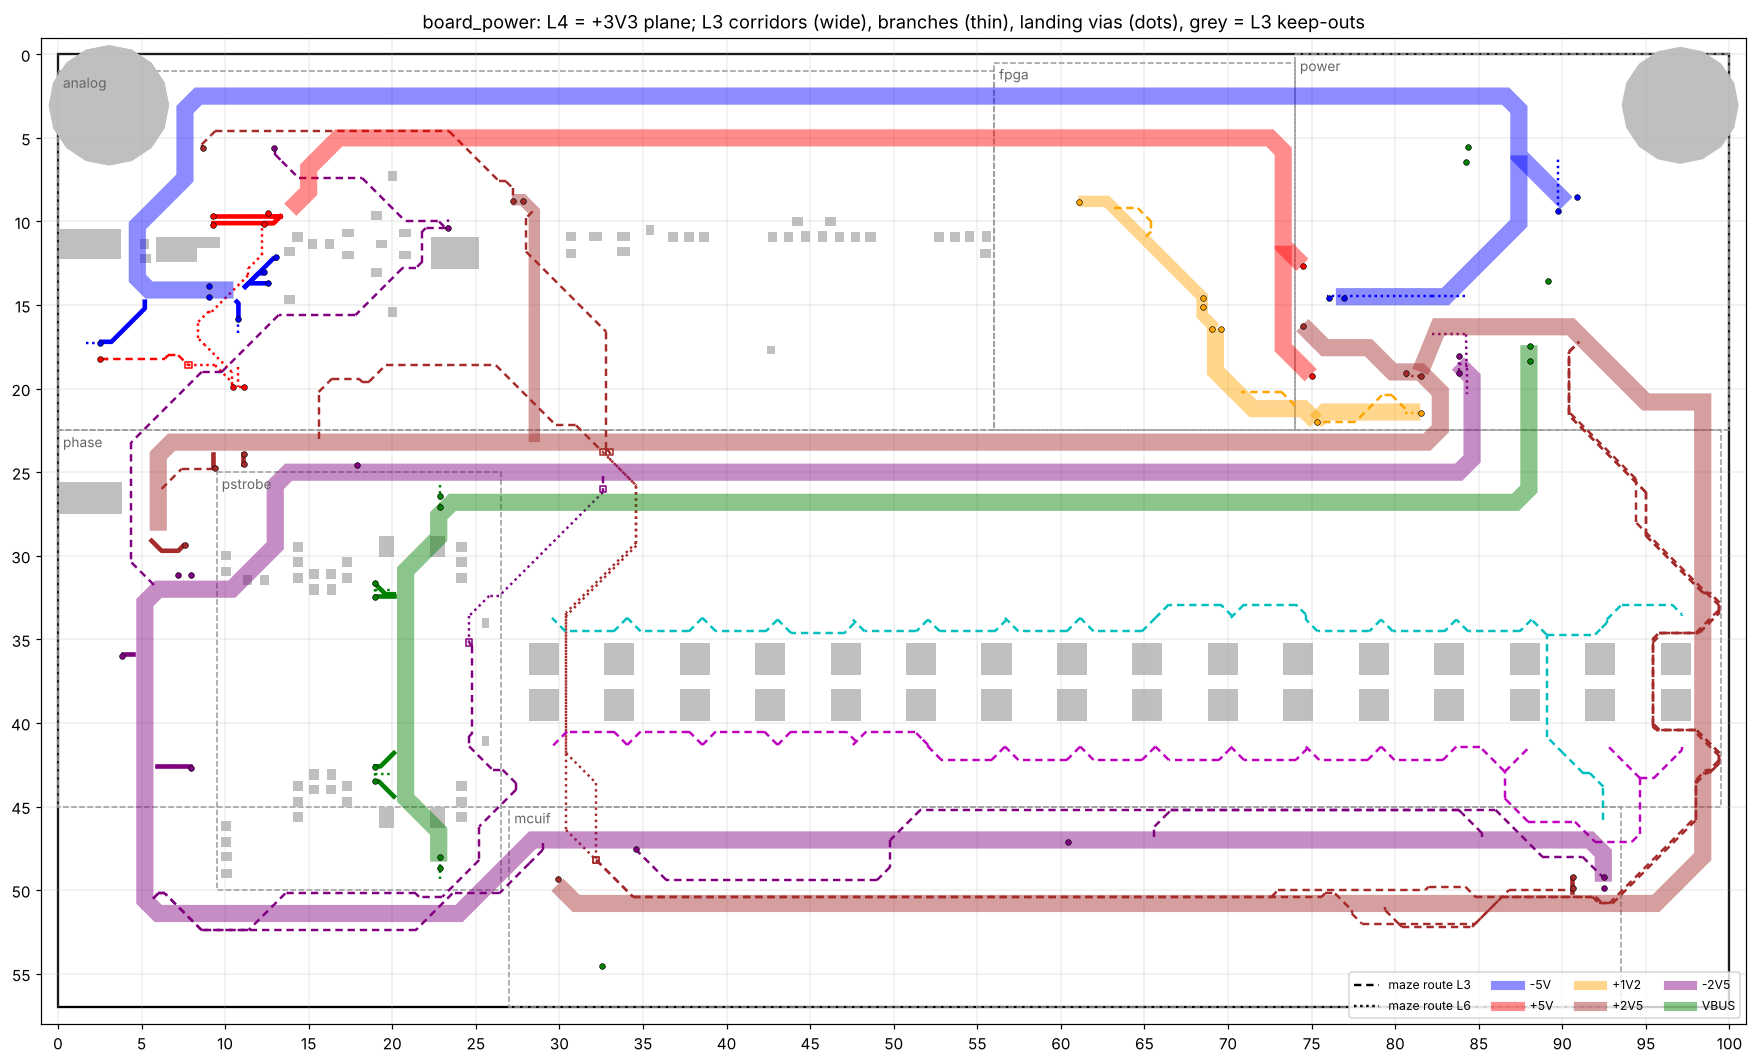 board_power: L4 = +3V3 plane; L3 corridors (wide), branches (thin), landing vias (dots), grey = L3 keep-outs
analog
fpga
power
phase
pstrobe
mcuif
0
5
10
15
20
25
30
35
40
45
50
55
0 5 10 15 20 25 30 35 40 45 50 55 60 65 70 75 80 85 90 95 100
maze route L3 -5V +1V2 -2V5
maze route L6 +5V +2V5 VBUS